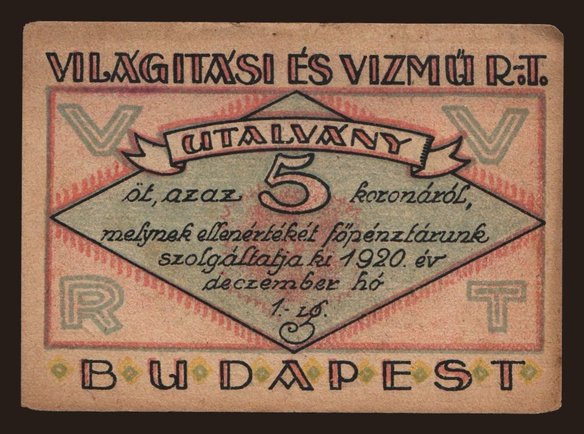 VILÁGITÁSI ÉS VIZMŰ R.T.
V V
UTALVÁNY
öt, azaz 5 koronáról,
melynek ellenértékét főpénztárunk
szolgáltatja ki 1920. év
deczember hó
1.-ig.
R T
BUDAPEST